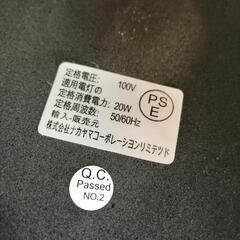 定格電圧: 100V
適用電灯の
定格消費電力: 20W
定格周波数: 50/60Hz
輸入・販売元
株式会社ナカヤマコーポレーションリミテツド
PS
E
Q.C.
Passed
NO.2